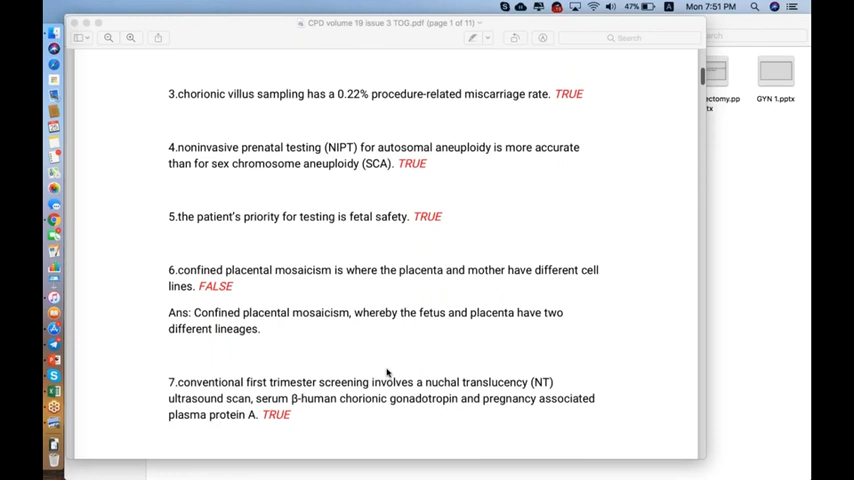 47%
A
Mon 7:51 PM
CPD volume 19 issue 3 TOG.pdf (page 1 of 11)
Search
3.chorionic villus sampling has a 0.22% procedure-related miscarriage rate. TRUE
4.noninvasive prenatal testing (NIPT) for autosomal aneuploidy is more accurate
than for sex chromosome aneuploidy (SCA). TRUE
5.the patient's priority for testing is fetal safety. TRUE
6.confined placental mosaicism is where the placenta and mother have different cell
lines. FALSE
Ans: Confined placental mosaicism, whereby the fetus and placenta have two
different lineages.
7.conventional first trimester screening involves a nuchal translucency (NT)
ultrasound scan, serum β-human chorionic gonadotropin and pregnancy associated
plasma protein A. TRUE
ectomy.pp
tx
GYN 1.pptx